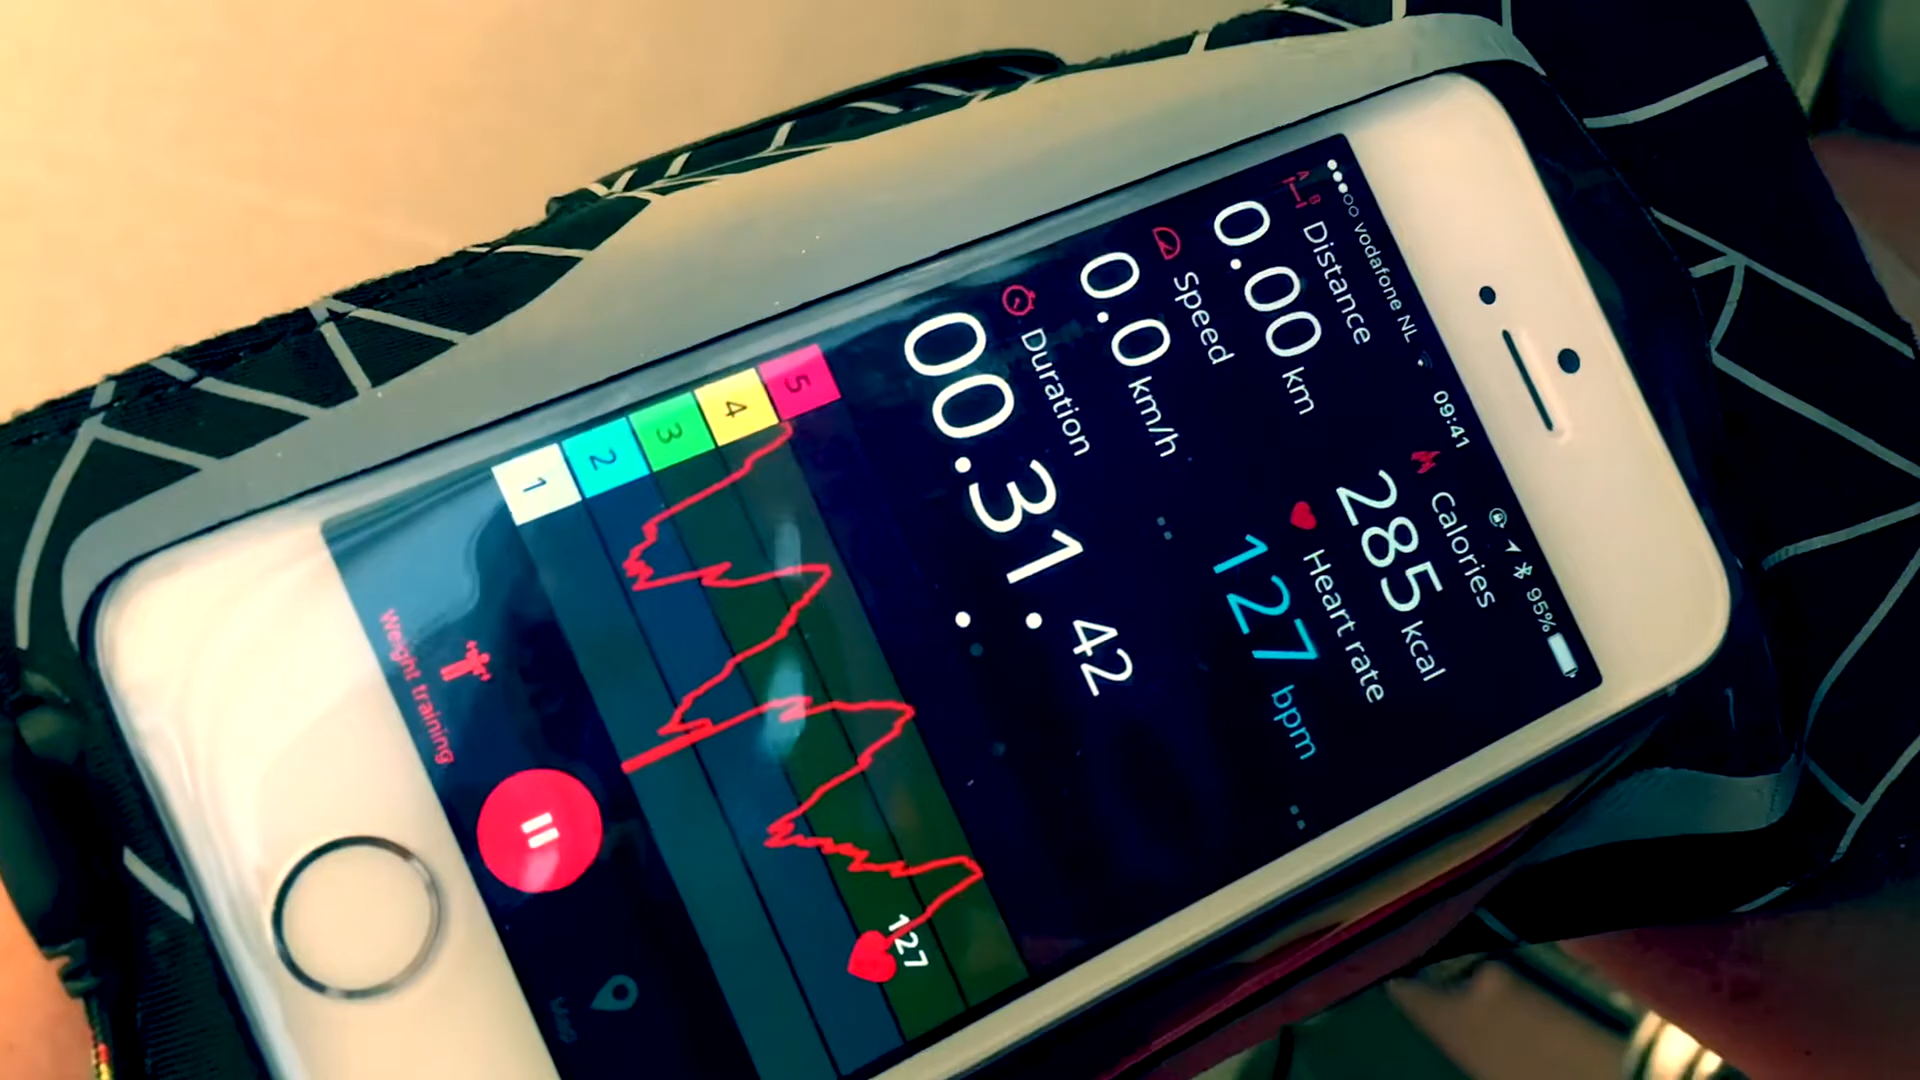 vodafone NL 09:41 95%
A B Distance
0.00 km
Calories
285 kcal
Speed
0.0 km/h
Heart rate
127 bpm
Duration
00.31.42
5
4
3
2
1
127
Weight training